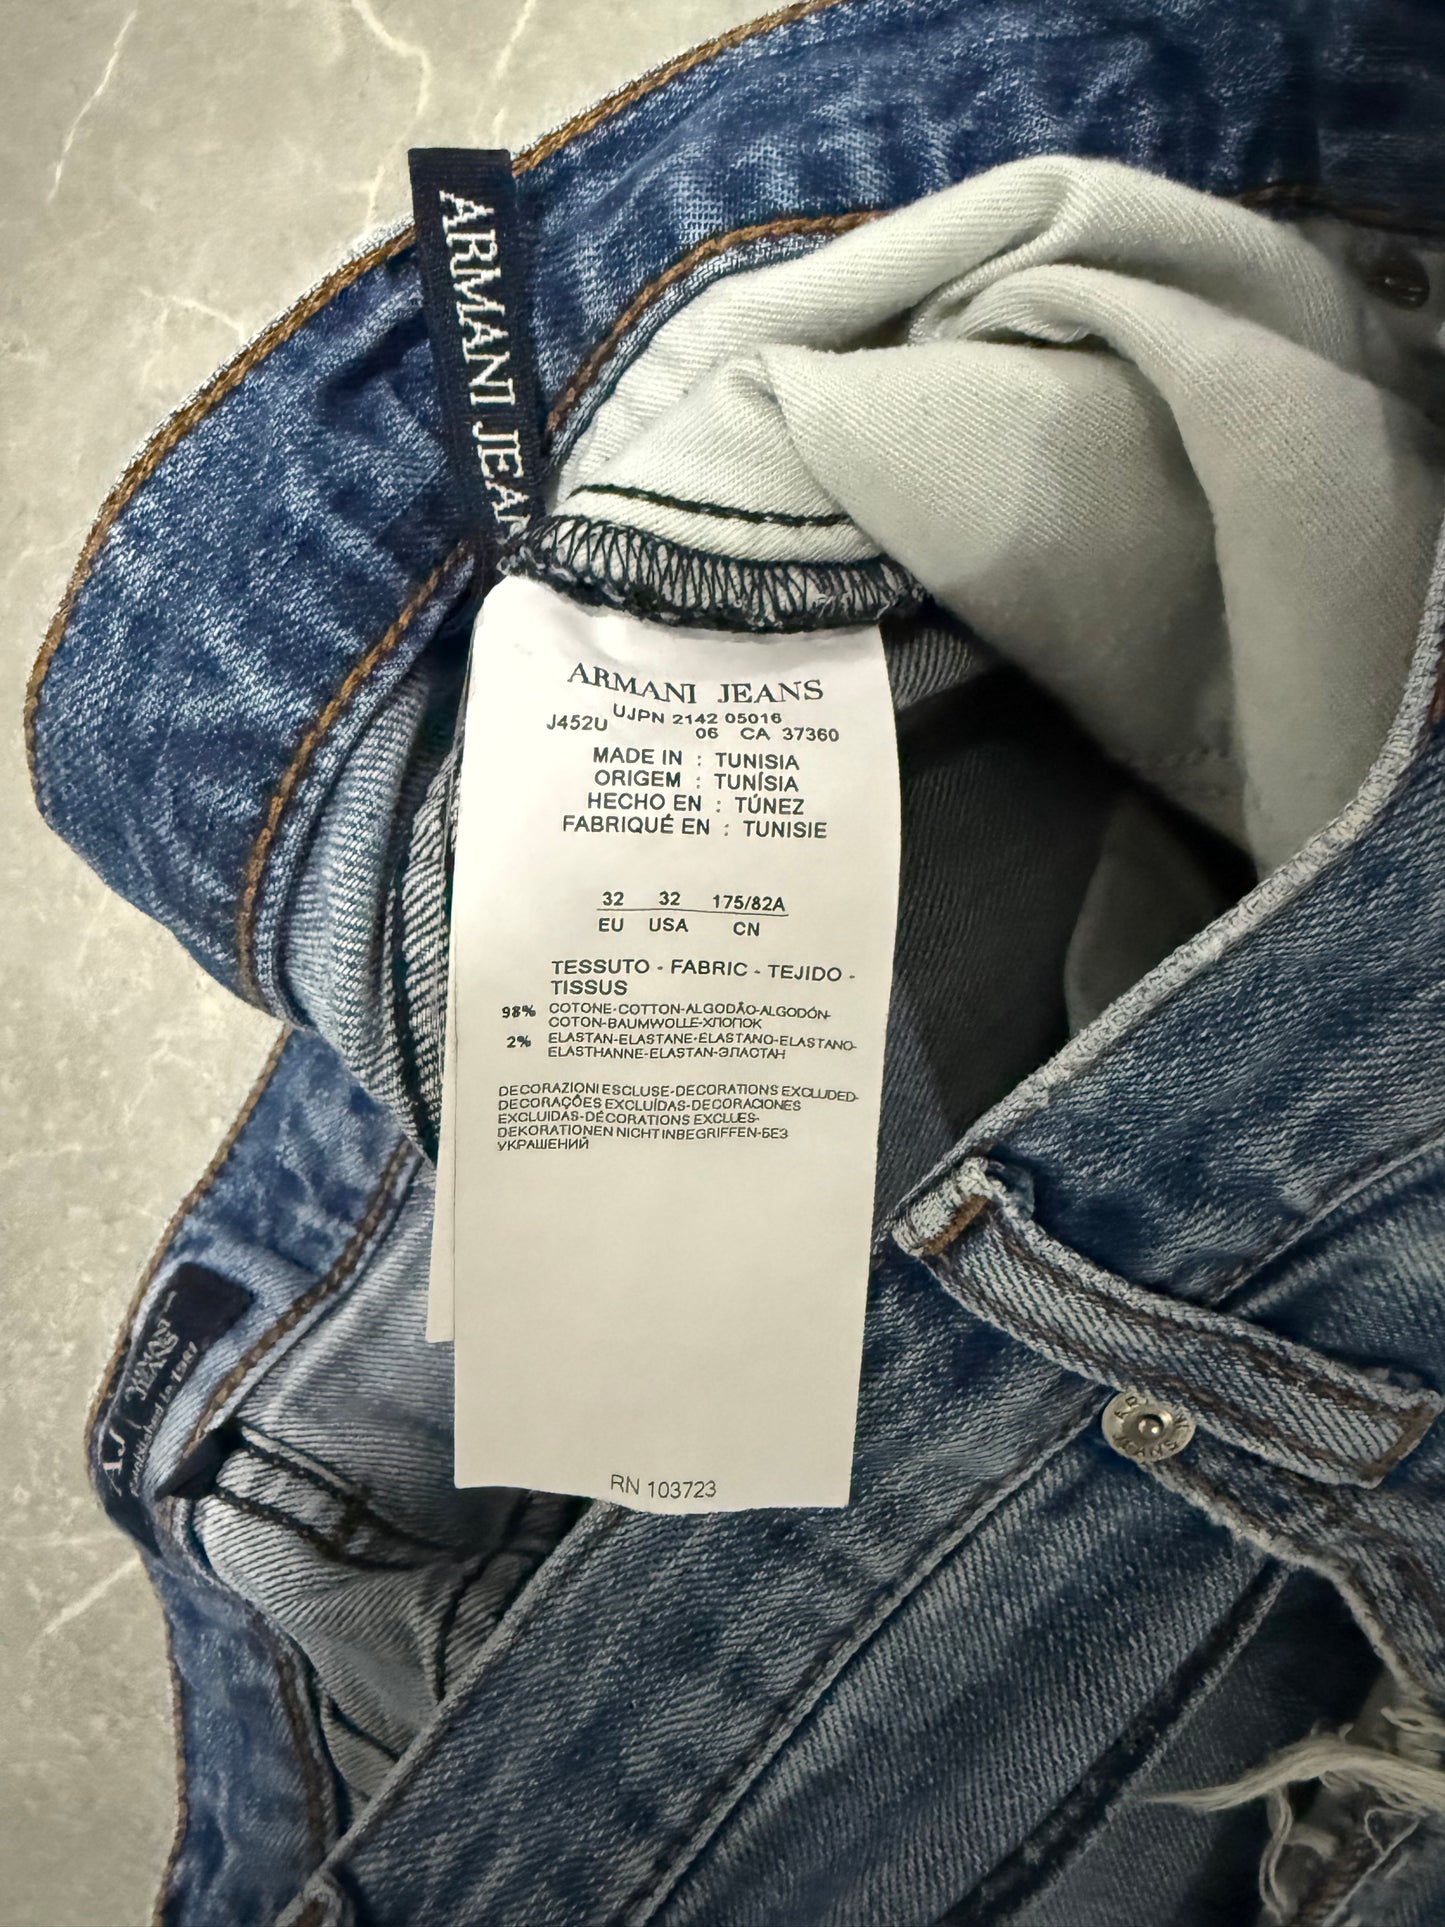 ARMANI JEAN
ARMANI JEANS
UJPN 2142 05016
J452U 06 CA 37360
MADE IN : TUNISIA
ORIGEM : TUNÍSIA
HECHO EN : TÚNEZ
FABRIQUÉ EN : TUNISIE
32 32 175/82A
EU USA CN
TESSUTO - FABRIC - TEJIDO -
TISSUS
98% COTONE-COTTON-ALGODÃO-ALGODÓN-
COTON-BAUMWOLLE-ХЛОПОК
2% ELASTAN-ELASTANE-ELASTANO-ELASTANO-
ELASTHANNE-ELASTAN-ЭЛАСТАН
DECORAZIONI ESCLUSE-DECORATIONS EXCLUDED-
DECORAÇÕES EXCLUÍDAS-DECORACIONES
EXCLUIDAS-DÉCORATIONS EXCLUES-
DEKORATIONEN NICHT INBEGRIFFEN-БЕЗ
УКРАШЕНИЙ
RN 103723
AJ
1981
JEANS